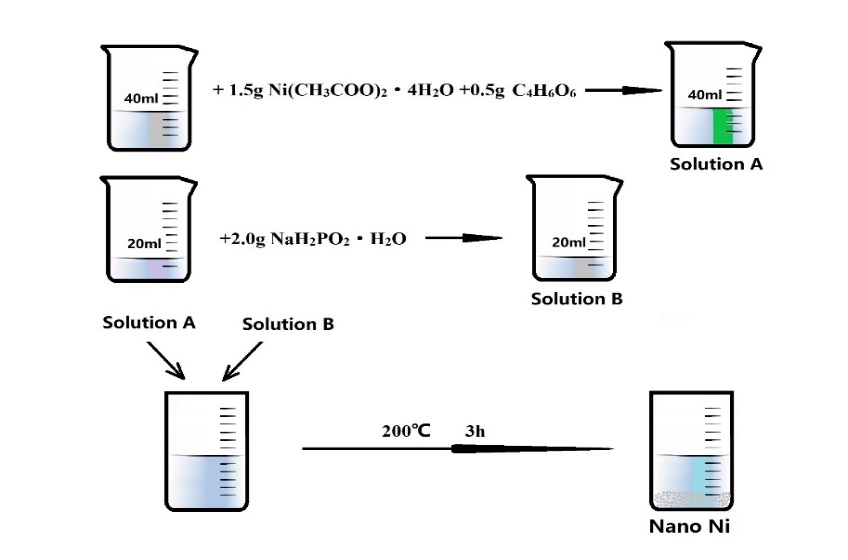 40ml + 1.5g Ni(CH₃COO)₂・4H₂O +0.5g C₄H₆O₆ 40ml
Solution A
20ml +2.0g NaH₂PO₂・H₂O 20ml
Solution B
Solution A Solution B
200℃ 3h
Nano Ni